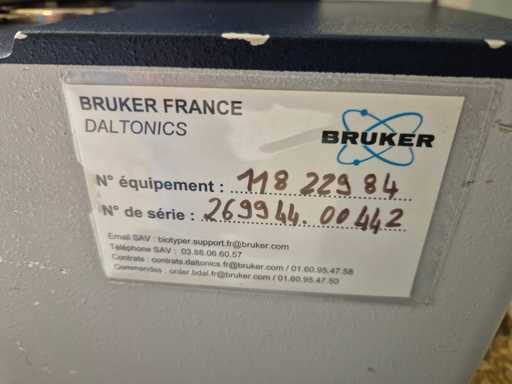 BRUKER FRANCE
DALTONICS
BRUKER
N° équipement : 118 229 84
N° de série : 269944.00442
Email SAV : biotyper.support.fr@bruker.com
Téléphone SAV : 03.88.06.60.57
Contrats : contrats.daltonics.fr@bruker.com / 01.60.95.47.58
Commandes : order.bdal.fr@bruker.com / 01.60.95.47.50